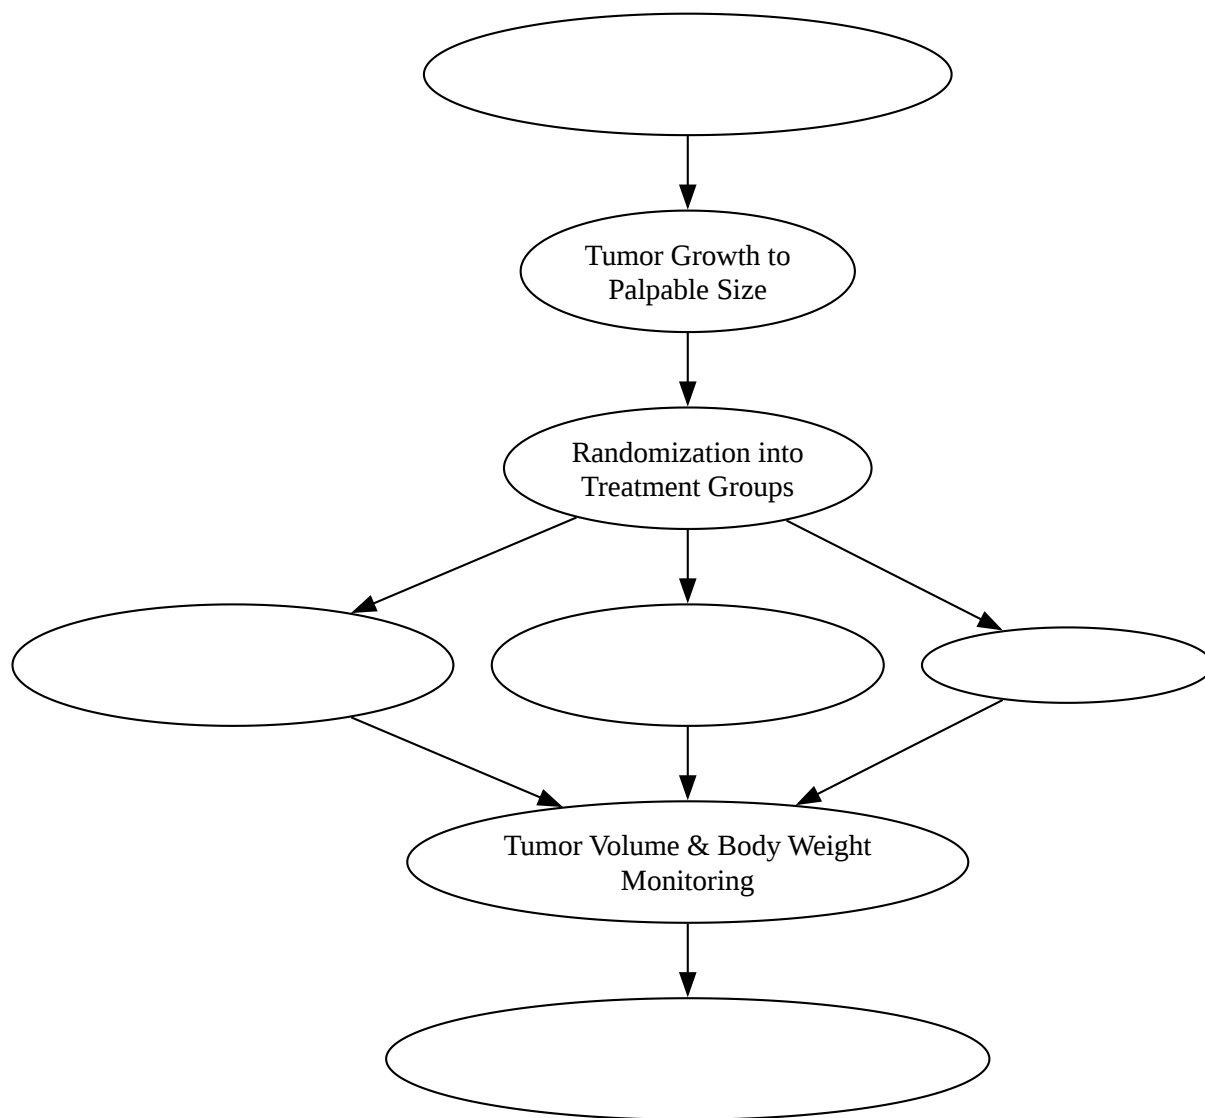 Tumor Growth to
Palpable Size
Randomization into
Treatment Groups
Tumor Volume & Body Weight
Monitoring